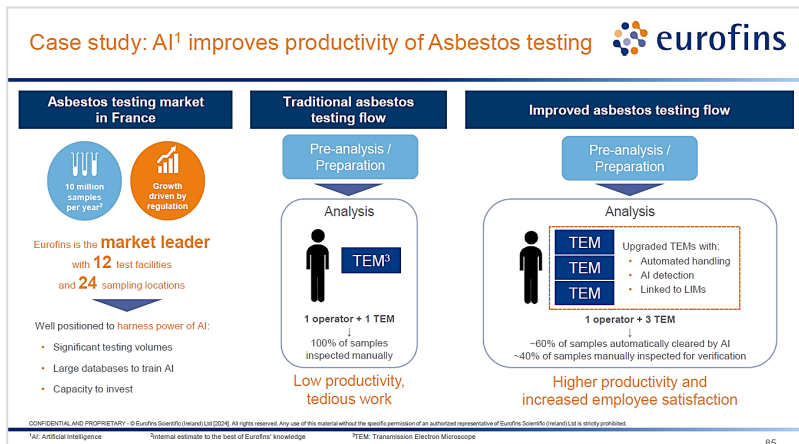 Case study: AI¹ improves productivity of Asbestos testing
eurofins
Asbestos testing market
in France
10 million
samples
per year²
Growth
driven by
regulation
Eurofins is the market leader
with 12 test facilities
and 24 sampling locations
Well positioned to harness power of AI:
• Significant testing volumes
• Large databases to train AI
• Capacity to invest
Traditional asbestos
testing flow
Pre-analysis /
Preparation
Analysis
TEM³
1 operator + 1 TEM
↓
100% of samples
inspected manually
Low productivity,
tedious work
Improved asbestos testing flow
Pre-analysis /
Preparation
Analysis
TEM
TEM
TEM
Upgraded TEMs with:
• Automated handling
• AI detection
• Linked to LIMs
1 operator + 3 TEM
↓
~60% of samples automatically cleared by AI
~40% of samples manually inspected for verification
Higher productivity and
increased employee satisfaction
CONFIDENTIAL AND PROPRIETARY - © Eurofins Scientific (Ireland) Ltd [2024]. All rights reserved. Any use of this material without the specific permission of an authorized representative of Eurofins Scientific (Ireland) Ltd is strictly prohibited.
¹AI: Artificial Intelligence ²Internal estimate to the best of Eurofins' knowledge ³TEM: Transmission Electron Microscope
85